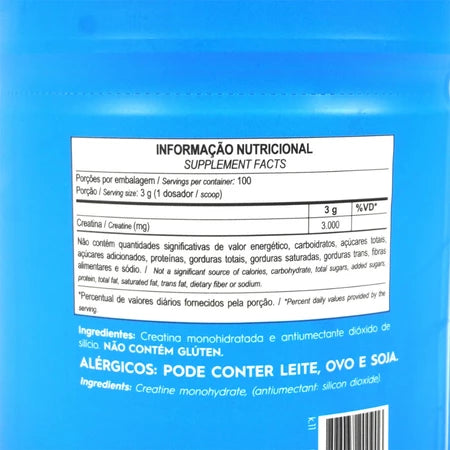 INFORMAÇÃO NUTRICIONAL
SUPPLEMENT FACTS
Porções por embalagem / Servings per container: 100
Porção / Serving size: 3 g (1 dosador / scoop)
3 g %VD*
Creatina / Creatine (mg) 3.000
Não contém quantidades significativas de valor energético, carboidratos, açúcares totais,
açúcares adicionados, proteínas, gorduras totais, gorduras saturadas, gorduras trans, fibras
alimentares e sódio. / Not a significant source of calories, carbohydrate, total sugars, added sugars,
protein, total fat, saturated fat, trans fat, dietary fiber or sodium.
*Percentual de valores diários fornecidos pela porção. / *Percent daily values provided by the
serving.
Ingredientes: Creatina monohidratada e antiumectante dióxido
de silício. NÃO CONTÉM GLÚTEN.
ALÉRGICOS: PODE CONTER LEITE, OVO E SOJA.
Ingredients: Creatine monohydrate, (antiumectant: silicon dioxide).